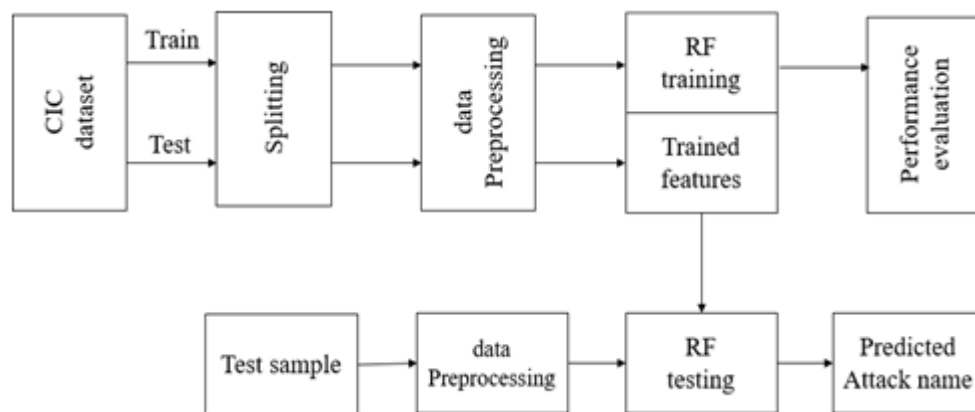 CIC
dataset
Train
Test
Splitting
data
Preprocessing
RF
training
Trained
features
Performance
evaluation
Test sample
data
Preprocessing
RF
testing
Predicted
Attack name